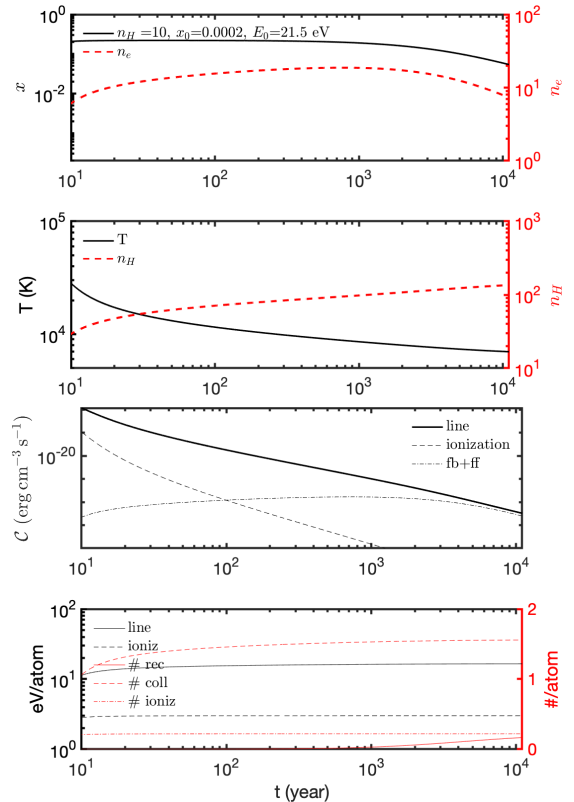 n_H =10, x_0=0.0002, E_0=21.5 eV
n_e
10^0
10^-2
x
10^2
10^1
10^0
n_e
10^1 10^2 10^3 10^4
10^5
10^4
T (K)
T
n_H
10^3
10^2
10^1
n_H
10^1 10^2 10^3 10^4
line
ionization
fb+ff
10^-20
C (erg cm^-3 s^-1)
10^1 10^2 10^3 10^4
10^2
10^1
10^0
eV/atom
line
ioniz
# rec
# coll
# ioniz
2
1
0
#/atom
10^1 10^2 10^3 10^4
t (year)